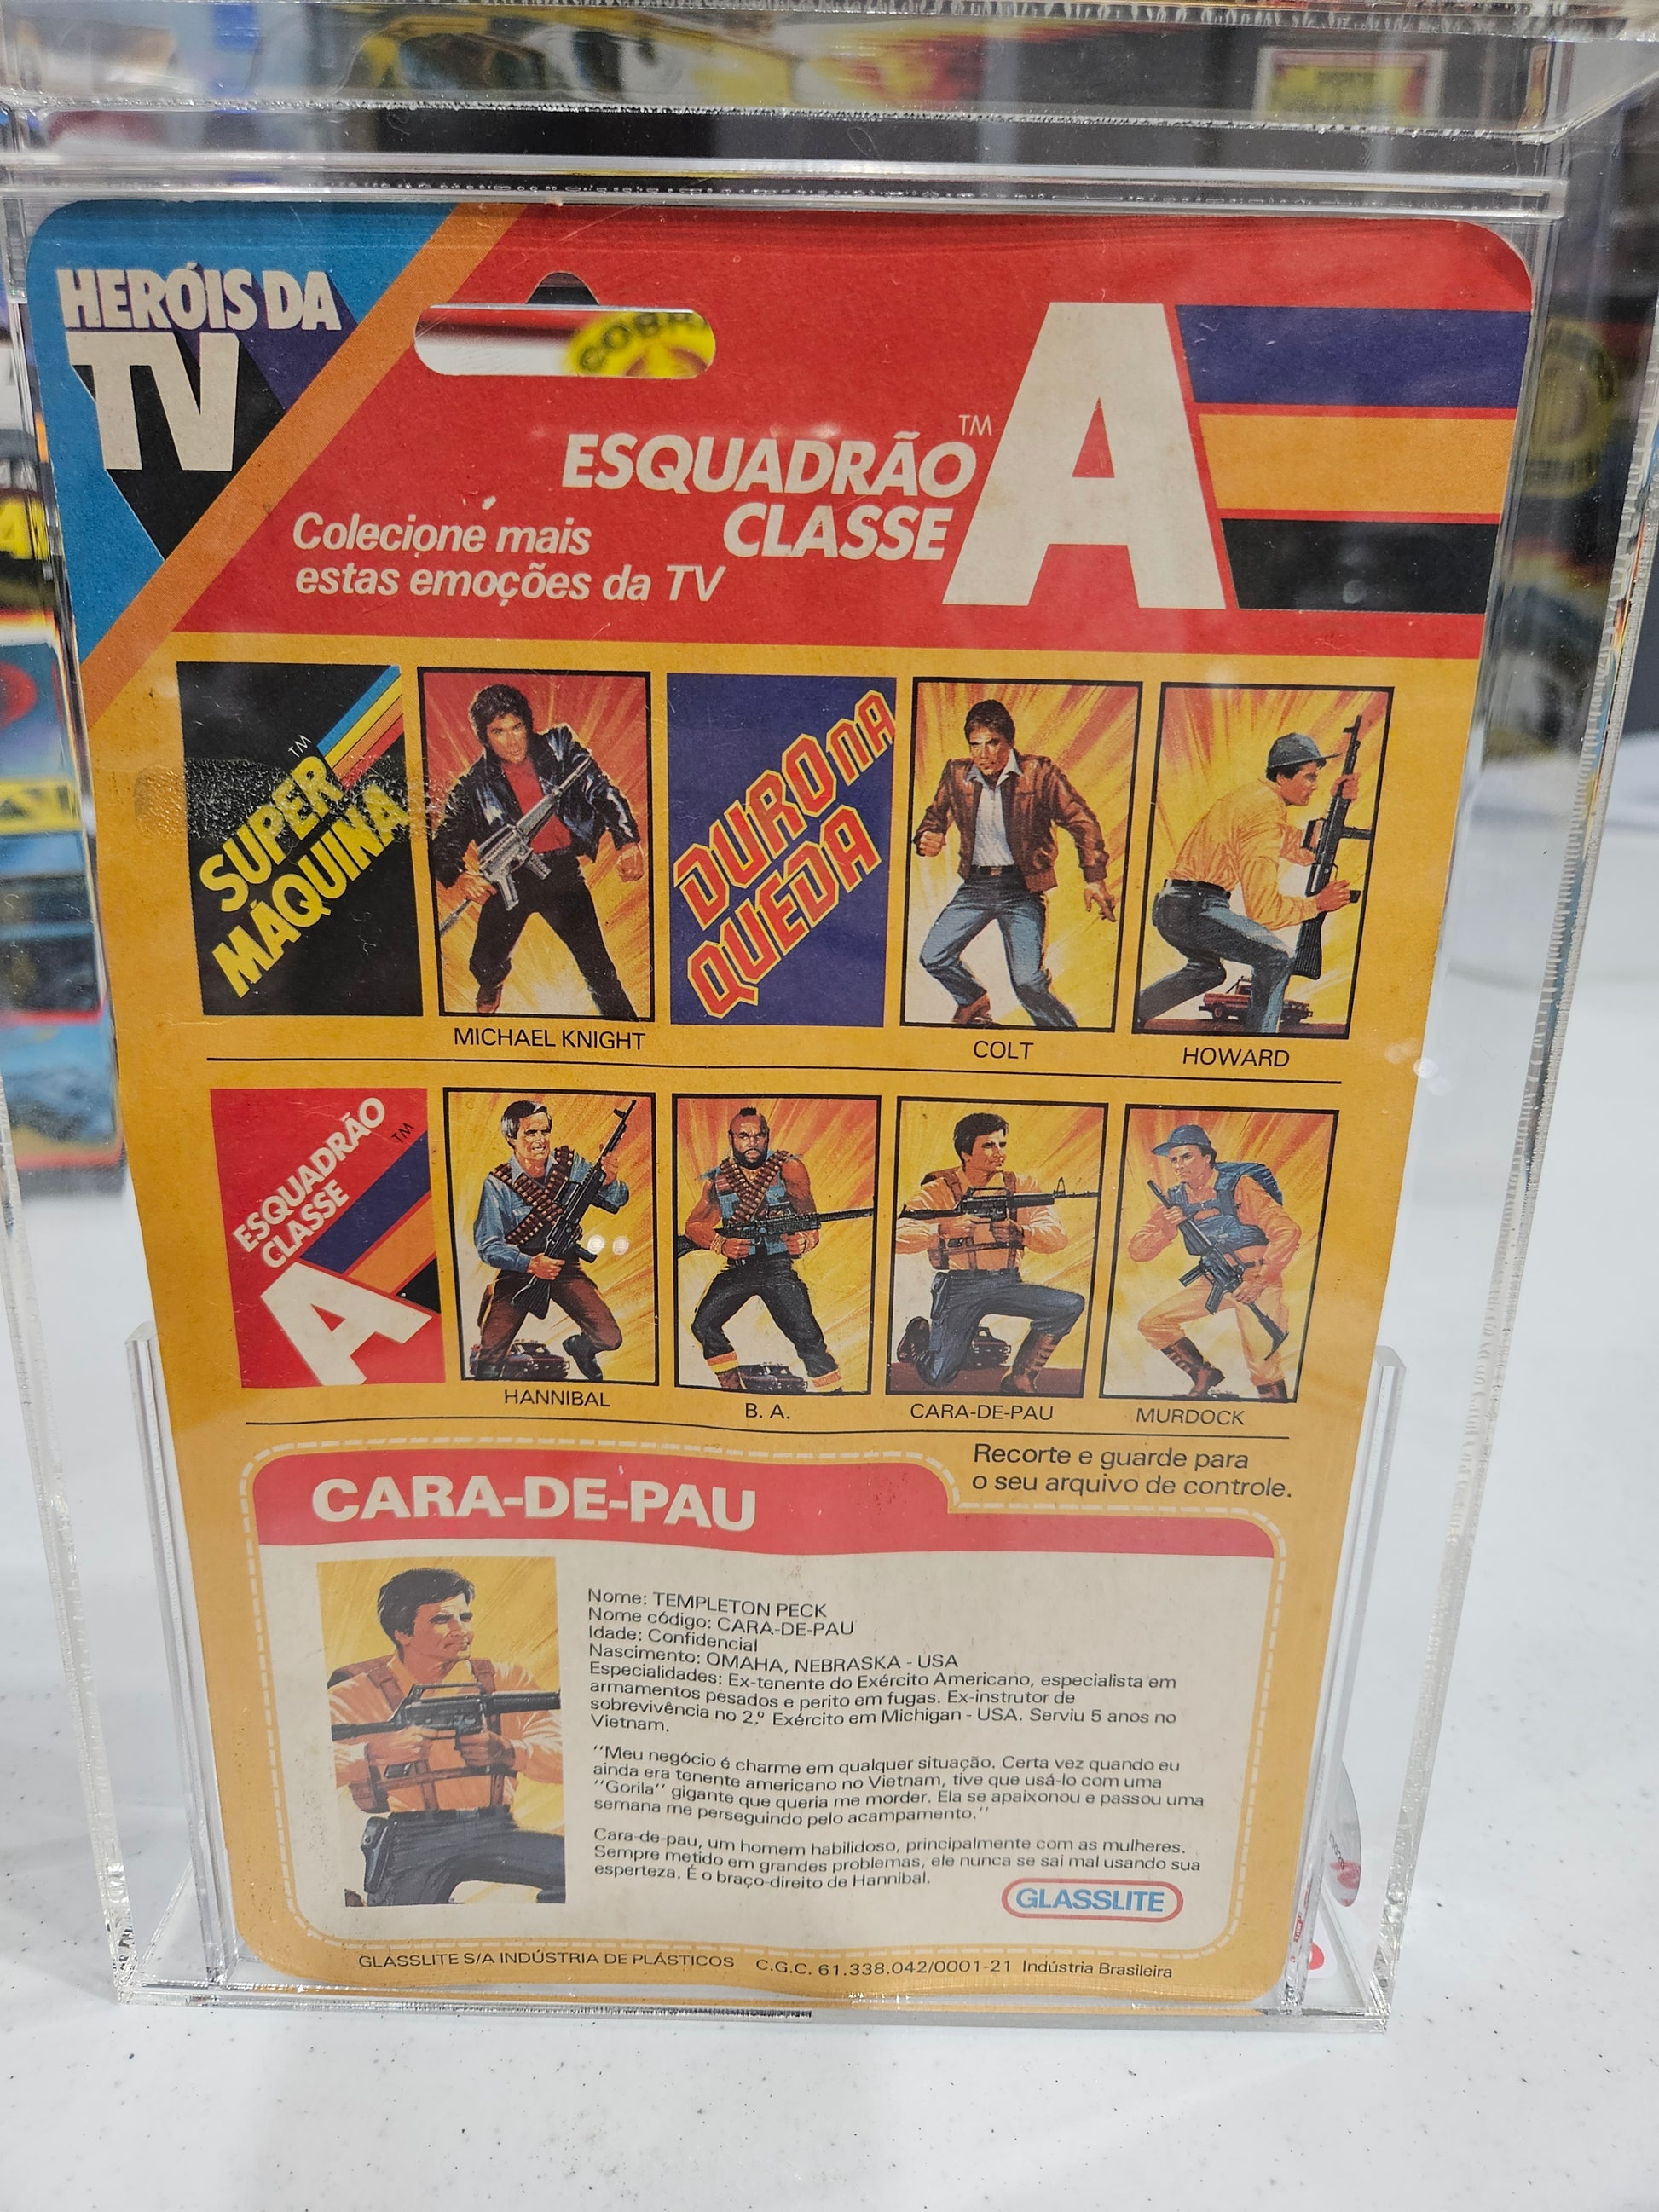 HERÓIS DA
TV
COBRA
ESQUADRÃO™
CLASSE
A
Colecione mais
estas emoções da TV
SUPER™
MÁQUINA
DURO NA
QUEDA
MICHAEL KNIGHT
COLT
HOWARD
ESQUADRÃO™
CLASSE
A
HANNIBAL
B. A.
CARA-DE-PAU
MURDOCK
Recorte e guarde para
o seu arquivo de controle.
CARA-DE-PAU
Nome: TEMPLETON PECK
Nome código: CARA-DE-PAU
Idade: Confidencial
Nascimento: OMAHA, NEBRASKA - USA
Especialidades: Ex-tenente do Exército Americano, especialista em
armamentos pesados e perito em fugas. Ex-instrutor de
sobrevivência no 2.º Exército em Michigan - USA. Serviu 5 anos no
Vietnam.
"Meu negócio é charme em qualquer situação. Certa vez quando eu
ainda era tenente americano no Vietnam, tive que usá-lo com uma
"Gorila" gigante que queria me morder. Ela se apaixonou e passou uma
semana me perseguindo pelo acampamento."
Cara-de-pau, um homem habilidoso, principalmente com as mulheres.
Sempre metido em grandes problemas, ele nunca se sai mal usando sua
esperteza. É o braço-direito de Hannibal.
GLASSLITE
GLASSLITE S/A INDÚSTRIA DE PLÁSTICOS C.G.C. 61.338.042/0001-21 Indústria Brasileira